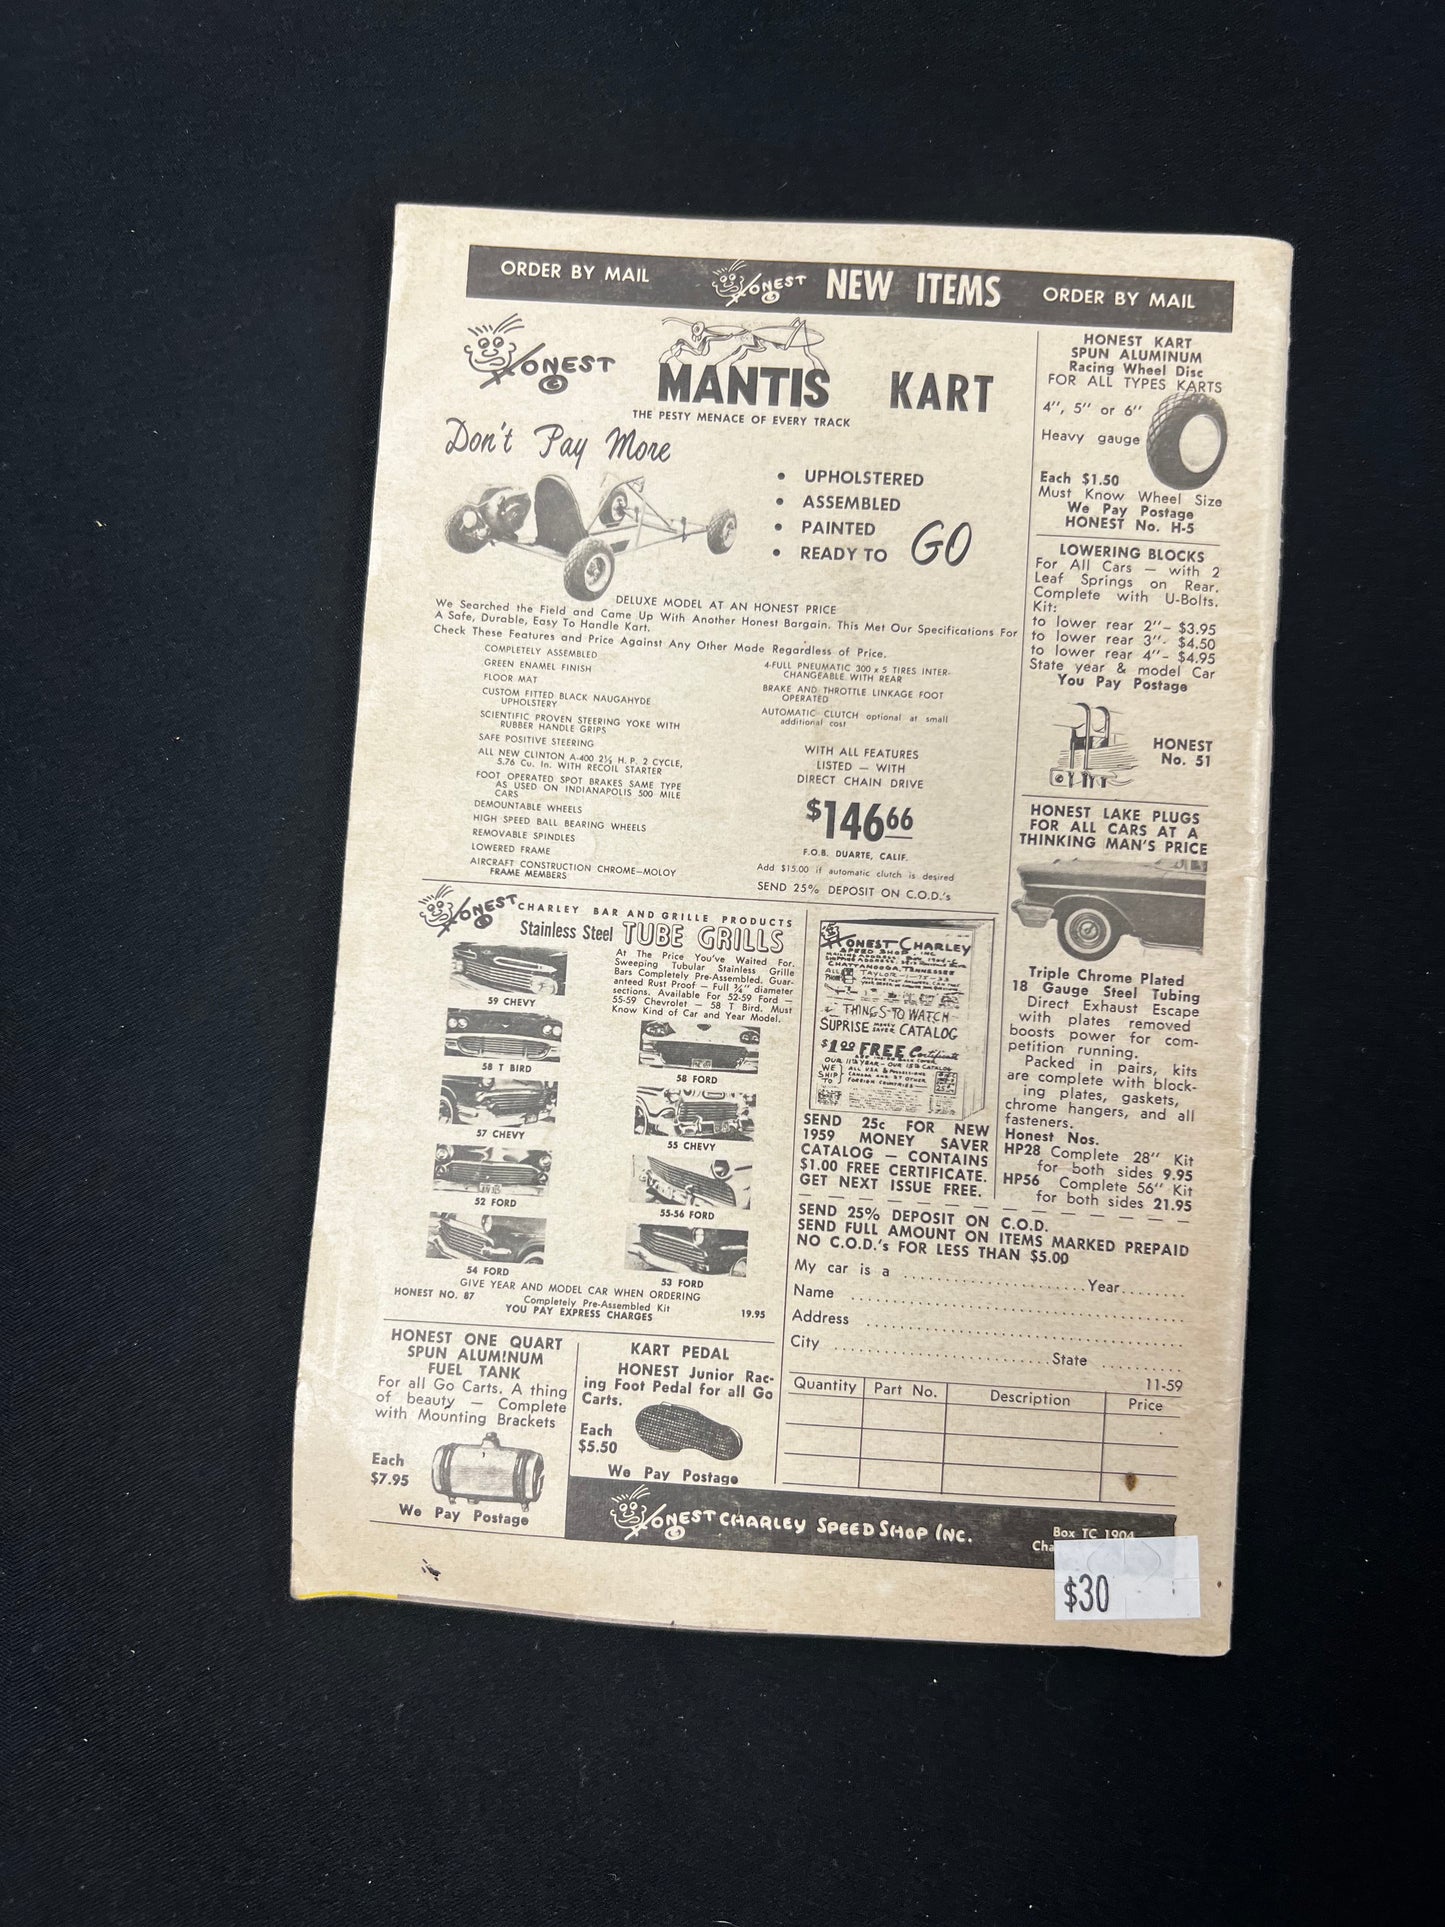 ORDER BY MAIL
HONEST
NEW ITEMS
ORDER BY MAIL
HONEST
MANTIS KART
THE PESTY MENACE OF EVERY TRACK
Don't Pay More
• UPHOLSTERED
• ASSEMBLED
• PAINTED
• READY TO GO
DELUXE MODEL AT AN HONEST PRICE
We Searched the Field and Came Up With Another Honest Bargain. This Met Our Specifications For
A Safe, Durable, Easy To Handle Kart.
Check These Features and Price Against Any Other Made Regardless of Price.
COMPLETELY ASSEMBLED
GREEN ENAMEL FINISH
FLOOR MAT
CUSTOM FITTED BLACK NAUGAHYDE
UPHOLSTERY
SCIENTIFIC PROVEN STEERING YOKE WITH
RUBBER HANDLE GRIPS
SAFE POSITIVE STEERING
ALL NEW CLINTON A-400 2½ H. P. 2 CYCLE,
5.76 Cu. In. WITH RECOIL STARTER
FOOT OPERATED SPOT BRAKES SAME TYPE
AS USED ON INDIANAPOLIS 500 MILE
CARS
DEMOUNTABLE WHEELS
HIGH SPEED BALL BEARING WHEELS
REMOVABLE SPINDLES
LOWERED FRAME
AIRCRAFT CONSTRUCTION CHROME—MOLOY
FRAME MEMBERS
4-FULL PNEUMATIC 300 x 5 TIRES INTER-
CHANGEABLE WITH REAR
BRAKE AND THROTTLE LINKAGE FOOT
OPERATED
AUTOMATIC CLUTCH optional at small
additional cost
WITH ALL FEATURES
LISTED — WITH
DIRECT CHAIN DRIVE
$146.66
F.O.B. DUARTE, CALIF.
Add $15.00 if automatic clutch is desired
SEND 25% DEPOSIT ON C.O.D.'s
HONEST KART
SPUN ALUMINUM
Racing Wheel Disc
FOR ALL TYPES KARTS
4", 5" or 6"
Heavy gauge
Each $1.50
Must Know Wheel Size
We Pay Postage
HONEST No. H-5
LOWERING BLOCKS
For All Cars — with 2
Leaf Springs on Rear.
Complete with U-Bolts.
Kit:
to lower rear 2"- $3.95
to lower rear 3"- $4.50
to lower rear 4"- $4.95
State year & model Car
You Pay Postage
HONEST
No. 51
HONEST LAKE PLUGS
FOR ALL CARS AT A
THINKING MAN'S PRICE
Triple Chrome Plated
18 Gauge Steel Tubing
Direct Exhaust Escape
with plates removed
boosts power for com-
petition running.
Packed in pairs, kits
are complete with block-
ing plates, gaskets,
chrome hangers, and all
fasteners.
Honest Nos.
HP28 Complete 28" Kit
for both sides 9.95
HP56 Complete 56" Kit
for both sides 21.95
HONEST CHARLEY BAR AND GRILLE PRODUCTS
Stainless Steel TUBE GRILLS
At The Price You've Waited For.
Sweeping Tubular Stainless Grille
Bars Completely Pre-Assembled. Guar-
anteed Rust Proof — Full ¾" diameter
sections. Available For 52-59 Ford —
55-59 Chevrolet — 58 T Bird. Must
Know Kind of Car and Year Model.
59 CHEVY
58 T BIRD
58 FORD
57 CHEVY
55 CHEVY
52 FORD
55-56 FORD
54 FORD
53 FORD
GIVE YEAR AND MODEL CAR WHEN ORDERING
HONEST NO. 87
Completely Pre-Assembled Kit
19.95
YOU PAY EXPRESS CHARGES
HONEST CHARLEY
SPEED SHOP, INC.
CHATTANOOGA, TENNESSEE
THINGS-TO WATCH
SUPRISE MONEY SAVER CATALOG
$1.00 FREE Certificate
WE SHIP TO
SEND 25c FOR NEW
1959 MONEY SAVER
CATALOG — CONTAINS
$1.00 FREE CERTIFICATE.
GET NEXT ISSUE FREE.
SEND 25% DEPOSIT ON C.O.D.
SEND FULL AMOUNT ON ITEMS MARKED PREPAID
NO C.O.D.'s FOR LESS THAN $5.00
My car is a ........................Year........
Name
Address
City ................................State ..........
11-59
Quantity Part No. Description Price
HONEST ONE QUART
SPUN ALUM!NUM
FUEL TANK
For all Go Carts. A thing
of beauty — Complete
with Mounting Brackets
Each
$7.95
We Pay Postage
KART PEDAL
HONEST Junior Rac-
ing Foot Pedal for all Go
Carts.
Each
$5.50
We Pay Postage
HONEST CHARLEY SPEED SHOP INC.
Box TC 1904
Cha
$30